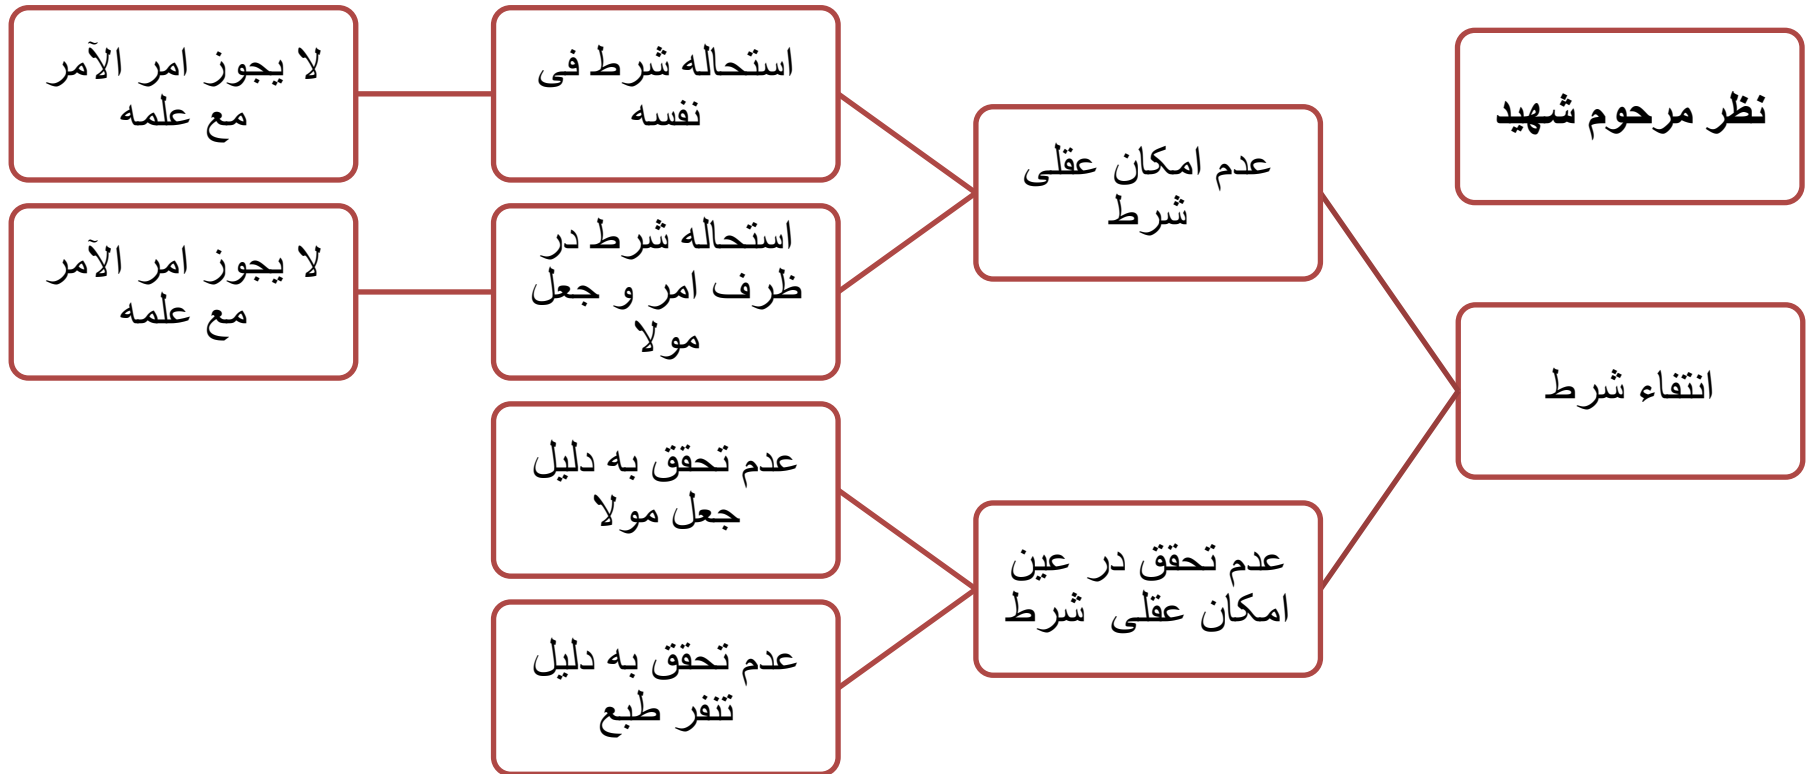 نظر مرحوم شهید
انتفاء شرط
عدم امکان عقلی
شرط
استحاله شرط فی
نفسه
لا یجوز امر الآمر
مع علمه
استحاله شرط در
ظرف امر و جعل
مولا
لا یجوز امر الآمر
مع علمه
عدم تحقق در عین
امکان عقلی شرط
عدم تحقق به دلیل
جعل مولا
عدم تحقق به دلیل
تنفر طبع